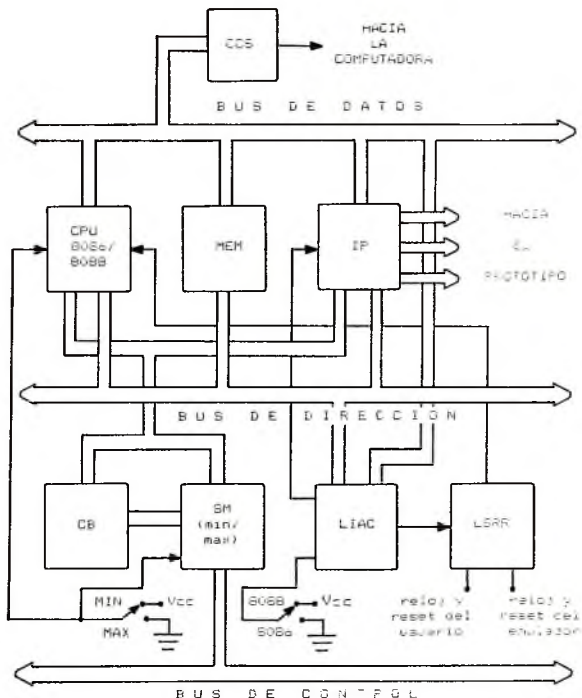 CCS
HACIA
LA
COMPUTADORA
BUS DE DATOS
CPU
8086/
8088
MEM
IP
HACIA
EL
PROTOTIPO
BUS DE DIRECCION
CB
SM
(min/
max)
LIAC
LSRR
MIN
Vcc
MAX
8088
Vcc
8086
reloj y
reset del
usuario
reloj y
reset del
emulador
BUS DE CONTROL